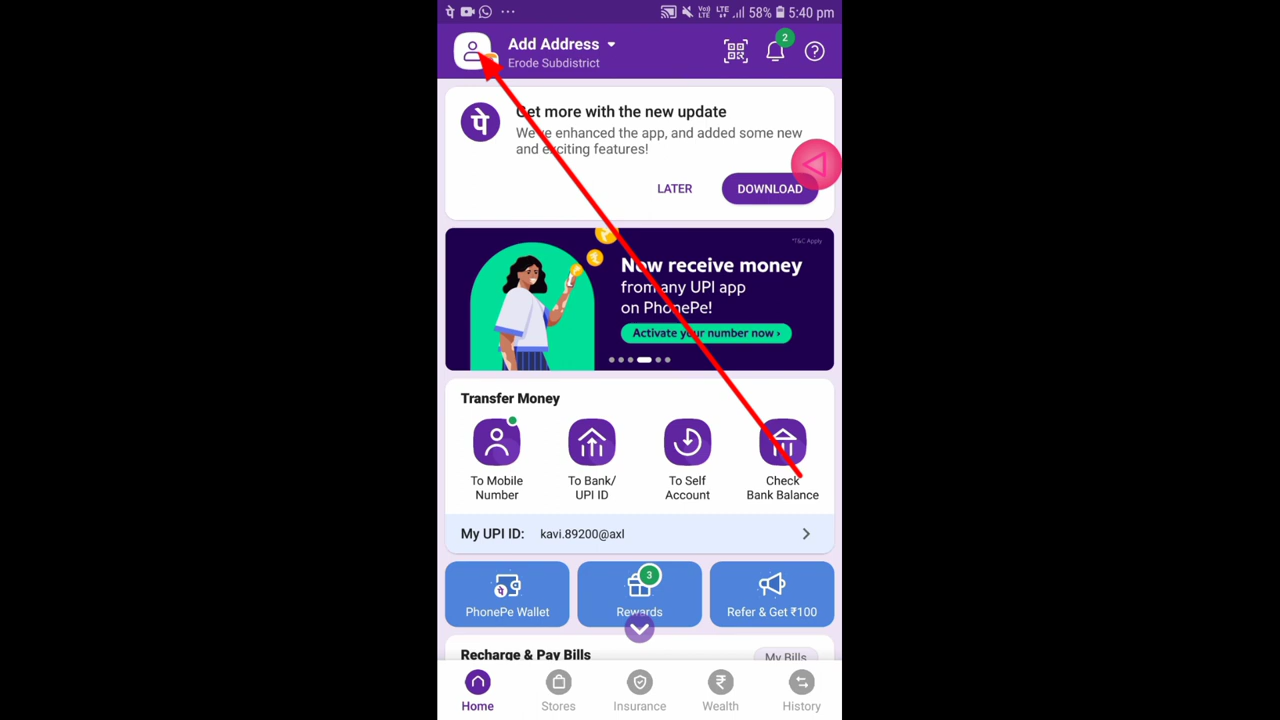 पे
Vo))
LTE
LTE
58%
5:40 pm
Add Address
2
Erode Subdistrict
Get more with the new update
पे
We've enhanced the app, and added some new
and exciting features!
LATER
DOWNLOAD
*T&C Apply
Now receive money
from any UPI app
on PhonePe!
Activate your number now ›
Transfer Money
To Mobile
Number
To Bank/
UPI ID
To Self
Account
Check
Bank Balance
My UPI ID: kavi.89200@axl
पे
PhonePe Wallet
3
Rewards
Refer & Get ₹100
Recharge & Pay Bills
My Bills
Home
Stores
Insurance
₹
Wealth
History